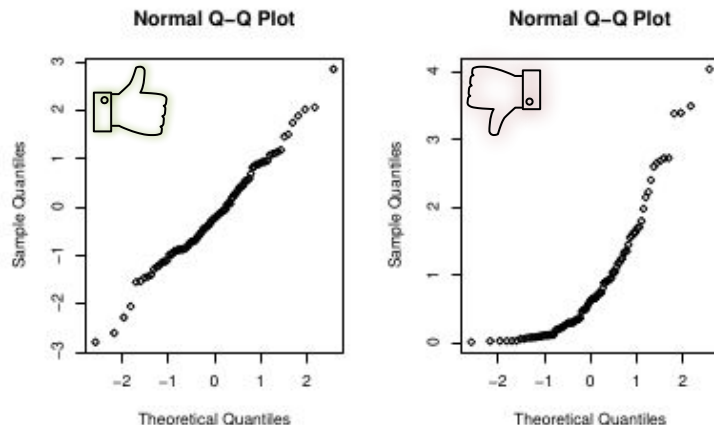 Normal Q-Q Plot
Sample Quantiles
3
2
1
0
-1
-2
-3
-2 -1 0 1 2
Theoretical Quantiles
Normal Q-Q Plot
Sample Quantiles
4
3
2
1
0
-2 -1 0 1 2
Theoretical Quantiles